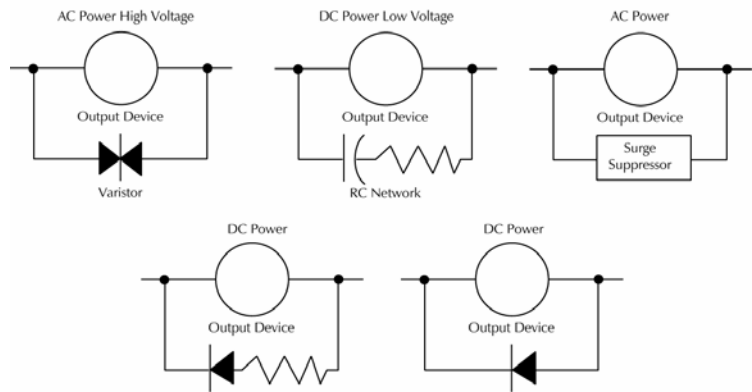 AC Power High Voltage
Output Device
Varistor
DC Power Low Voltage
Output Device
RC Network
AC Power
Output Device
Surge
Suppressor
DC Power
Output Device
DC Power
Output Device